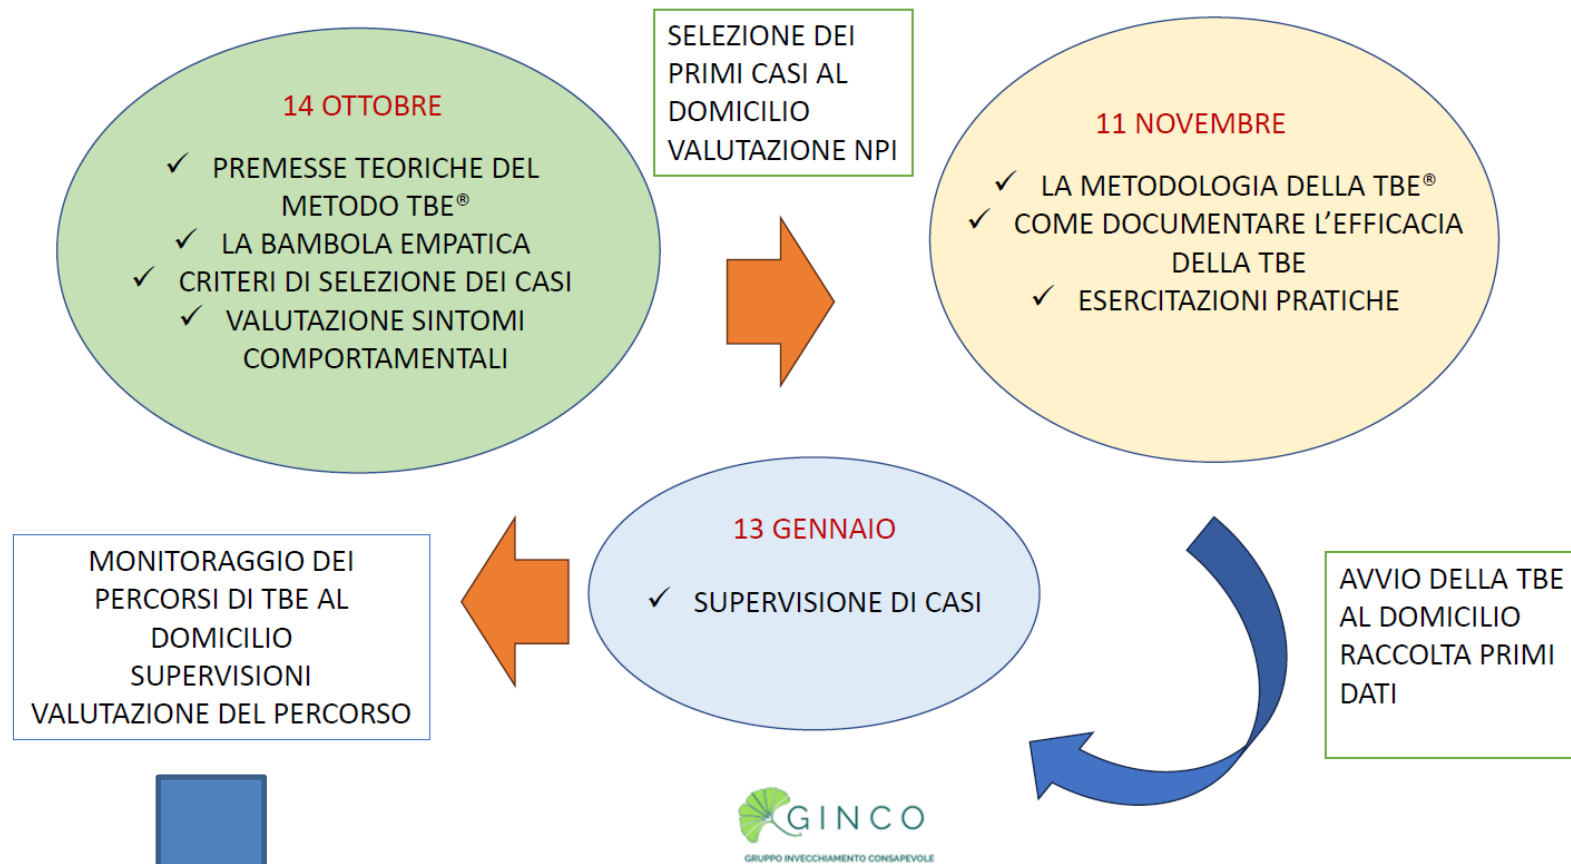 14 OTTOBRE
✓ PREMESSE TEORICHE DEL
METODO TBE®
✓ LA BAMBOLA EMPATICA
✓ CRITERI DI SELEZIONE DEI CASI
✓ VALUTAZIONE SINTOMI
COMPORTAMENTALI
SELEZIONE DEI
PRIMI CASI AL
DOMICILIO
VALUTAZIONE NPI
11 NOVEMBRE
✓ LA METODOLOGIA DELLA TBE®
✓ COME DOCUMENTARE L'EFFICACIA
DELLA TBE
✓ ESERCITAZIONI PRATICHE
AVVIO DELLA TBE
AL DOMICILIO
RACCOLTA PRIMI
DATI
13 GENNAIO
✓ SUPERVISIONE DI CASI
MONITORAGGIO DEI
PERCORSI DI TBE AL
DOMICILIO
SUPERVISIONI
VALUTAZIONE DEL PERCORSO
GINCO
GRUPPO INVECCHIAMENTO CONSAPEVOLE